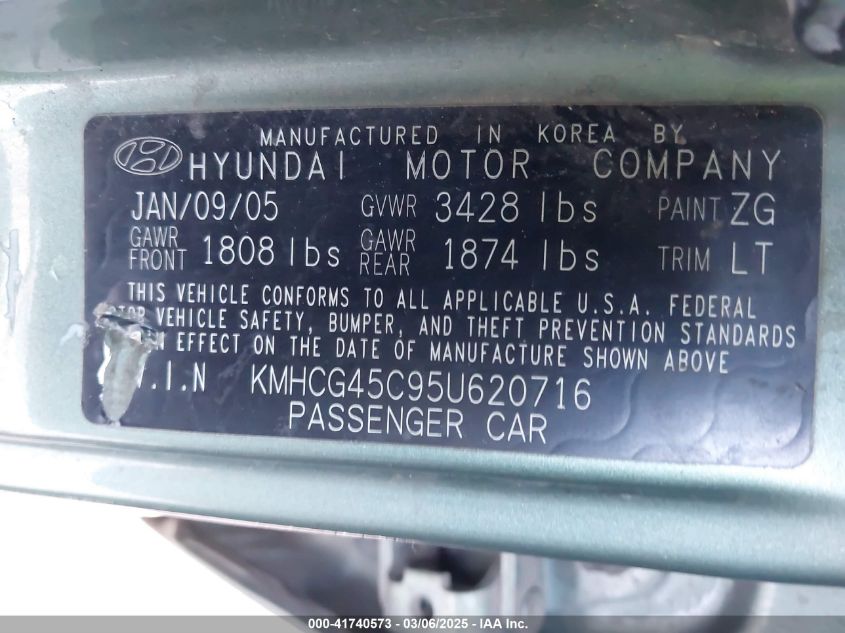 MANUFACTURED IN KOREA BY
HYUNDAI MOTOR COMPANY
JAN/09/05 GVWR 3428 lbs PAINT ZG
GAWR FRONT 1808 lbs GAWR REAR 1874 lbs TRIM LT
THIS VEHICLE CONFORMS TO ALL APPLICABLE U.S.A. FEDERAL
VEHICLE SAFETY, BUMPER, AND THEFT PREVENTION STANDARDS
EFFECT ON THE DATE OF MANUFACTURE SHOWN ABOVE
V.I.N KMHCG45C95U620716
PASSENGER CAR
000-41740573 - 03/06/2025 - IAA Inc.